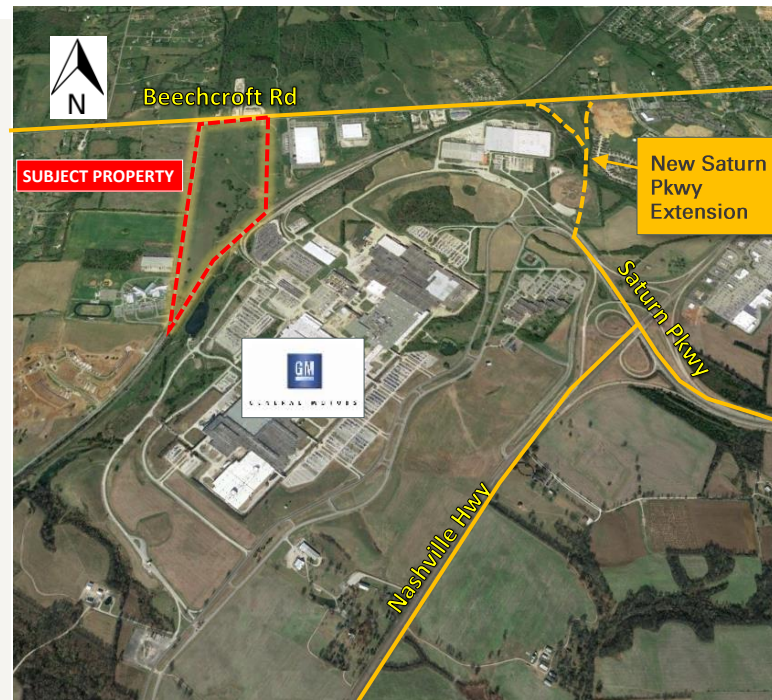 N
Beechcroft Rd
SUBJECT PROPERTY
New Saturn
Pkwy
Extension
Saturn Pkwy
GM
GENERAL MOTORS
Nashville Hwy